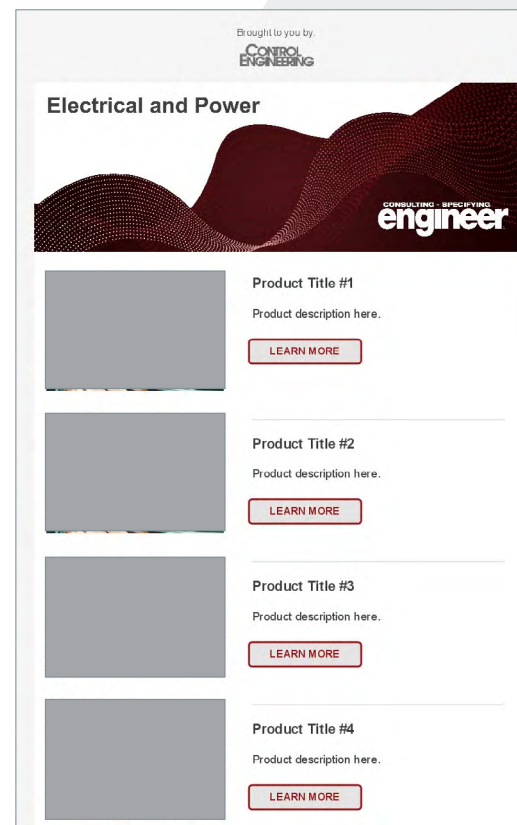 Brought to you by:
CONTROL
ENGINEERING
Electrical and Power
CONSULTING - SPECIFYING
engineer
Product Title #1
Product description here.
LEARN MORE
Product Title #2
Product description here.
LEARN MORE
Product Title #3
Product description here.
LEARN MORE
Product Title #4
Product description here.
LEARN MORE